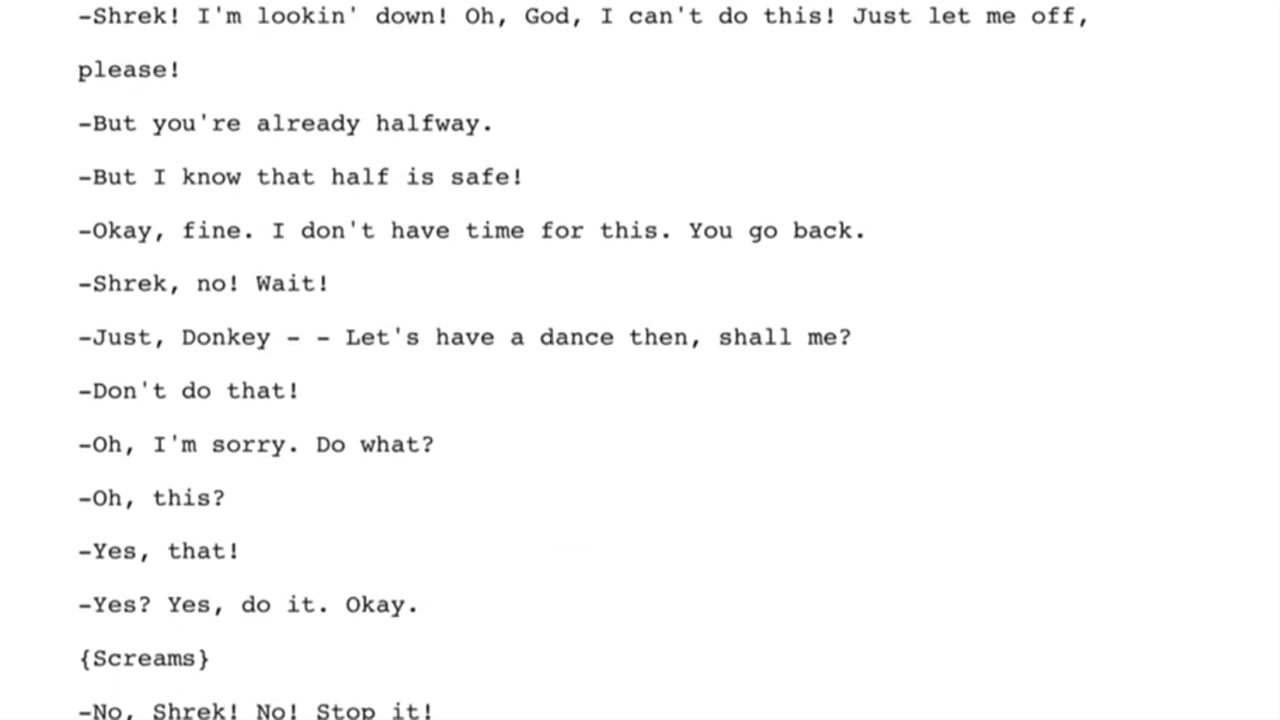 -Shrek! I'm lookin' down! Oh, God, I can't do this! Just let me off,
please!
-But you're already halfway.
-But I know that half is safe!
-Okay, fine. I don't have time for this. You go back.
-Shrek, no! Wait!
-Just, Donkey - - Let's have a dance then, shall me?
-Don't do that!
-Oh, I'm sorry. Do what?
-Oh, this?
-Yes, that!
-Yes? Yes, do it. Okay.
{Screams}
-No, Shrek! No! Stop it!